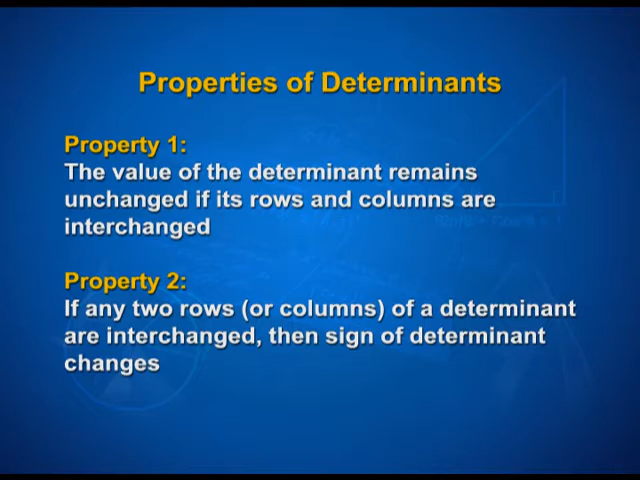 Properties of Determinants
Property 1:
The value of the determinant remains
unchanged if its rows and columns are
interchanged
Property 2:
If any two rows (or columns) of a determinant
are interchanged, then sign of determinant
changes